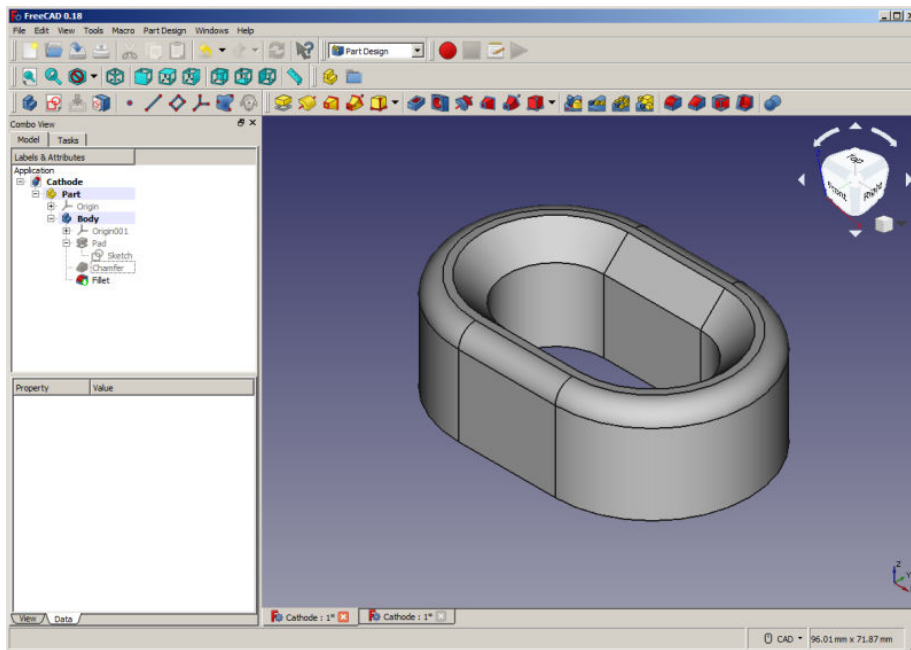 FreeCAD 0.18
File Edit View Tools Macro Part Design Windows Help
Part Design
Combo View
Model Tasks
Labels & Attributes
Application
Cathode
Part
Origin
Body
Origin001
Pad
Sketch
Chamfer
Fillet
Property Value
View Data
Top
Front
Right
Z
Y
Cathode : 1* Cathode : 1*
CAD 96.01 mm x 71.87 mm